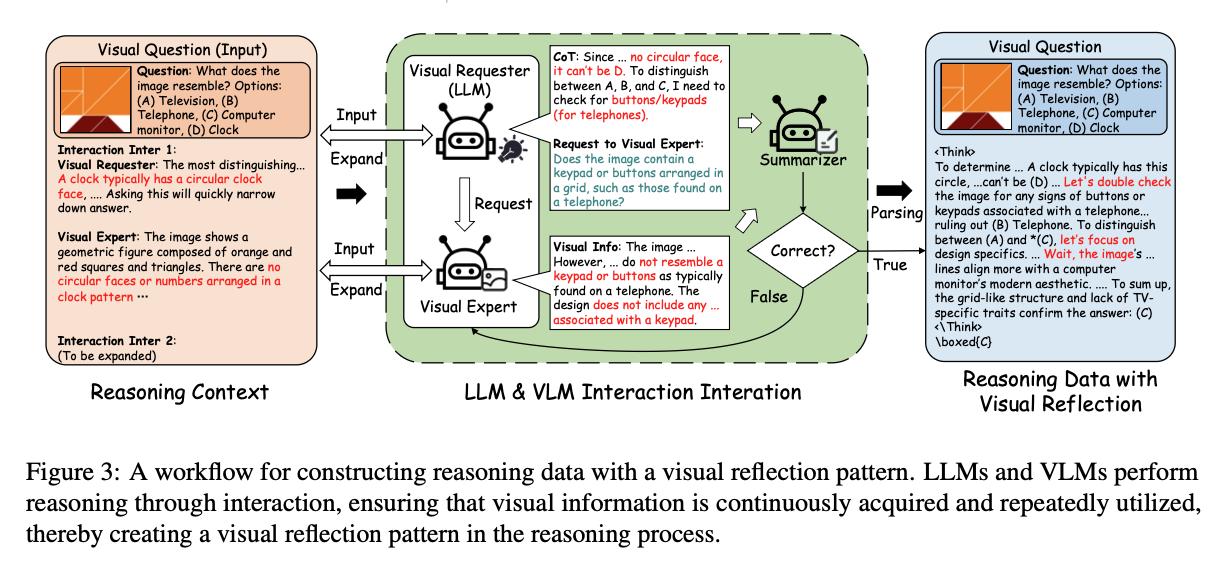 Visual Question (Input)
Question: What does the
image resemble? Options:
(A) Television, (B)
Telephone, (C) Computer
monitor, (D) Clock
Interaction Inter 1:
Visual Requester: The most distinguishing...
A clock typically has a circular clock
face, .... Asking this will quickly narrow
down answer.
Visual Expert: The image shows a
geometric figure composed of orange and
red squares and triangles. There are no
circular faces or numbers arranged in a
clock pattern ...
Interaction Inter 2:
(To be expanded)
Reasoning Context
Input
Expand
Input
Expand
Visual Requester
(LLM)
Request
Visual Expert
CoT: Since ... no circular face,
it can't be D. To distinguish
between A, B, and C, I need to
check for buttons/keypads
(for telephones).
Request to Visual Expert:
Does the image contain a
keypad or buttons arranged in
a grid, such as those found on
a telephone?
Visual Info: The image ...
However, ... do not resemble a
keypad or buttons as typically
found on a telephone. The
design does not include any ...
associated with a keypad.
Summarizer
Correct?
False
True
Parsing
LLM & VLM Interaction Interation
Visual Question
Question: What does the
image resemble? Options:
(A) Television, (B)
Telephone, (C) Computer
monitor, (D) Clock
<Think>
To determine ... A clock typically has this
circle, ...can't be (D) ... Let's double check
the image for any signs of buttons or
keypads associated with a telephone...
ruling out (B) Telephone. To distinguish
between (A) and *(C), let's focus on
design specifics. ... Wait, the image's ...
lines align more with a computer
monitor's modern aesthetic. .... To sum up,
the grid-like structure and lack of TV-
specific traits confirm the answer: (C)
<\Think>
\boxed{C}
Reasoning Data with
Visual Reflection
Figure 3: A workflow for constructing reasoning data with a visual reflection pattern. LLMs and VLMs perform
reasoning through interaction, ensuring that visual information is continuously acquired and repeatedly utilized,
thereby creating a visual reflection pattern in the reasoning process.